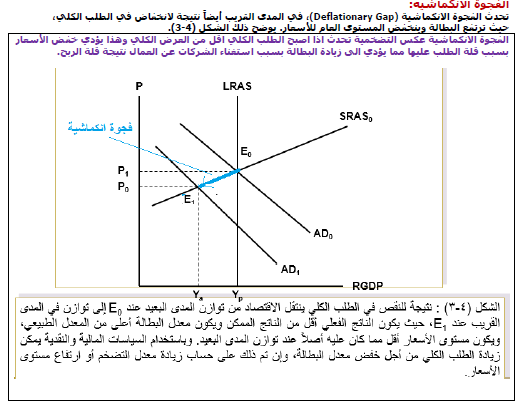 الفجوة الانكماشية:
تحدث الفجوة الانكماشية (Deflationary Gap)، في المدى القريب أيضاً نتيجة لانخفاض في الطلب الكلي،
حيث ترتفع البطالة وينخفض المستوى العام للأسعار. يوضح ذلك الشكل (4-3).
الفجوة الانكماشية عكس التضخمية تحدث اذا اصبح الطلب الكلي اقل من العرض الكلي وهذا يؤدي خفض الأسعار
بسبب قلة الطلب عليها مما يؤدي الى زيادة البطالة بسبب استغناء الشركات عن العمال نتيجة قلة الربح.
P
LRAS
SRAS0
فجوة انكماشية
E0
P1
P0
E1
AD0
AD1
RGDP
Ya
Yp
الشكل (٤-٣) : نتيجة للنقص في الطلب الكلي ينتقل الاقتصاد من توازن المدى البعيد عند E0 إلى توازن في المدى
القريب عند E1، حيث يكون الناتج الفعلي أقل من الناتج الممكن ويكون معدل البطالة أعلى من المعدل الطبيعي،
ويكون مستوى الأسعار أقل مما كان عليه أصلاً عند توازن المدى البعيد. وباستخدام السياسات المالية والنقدية يمكن
زيادة الطلب الكلي من أجل خفض معدل البطالة، وإن تم ذلك على حساب زيادة معدل التضخم أو ارتفاع مستوى
الأسعار.